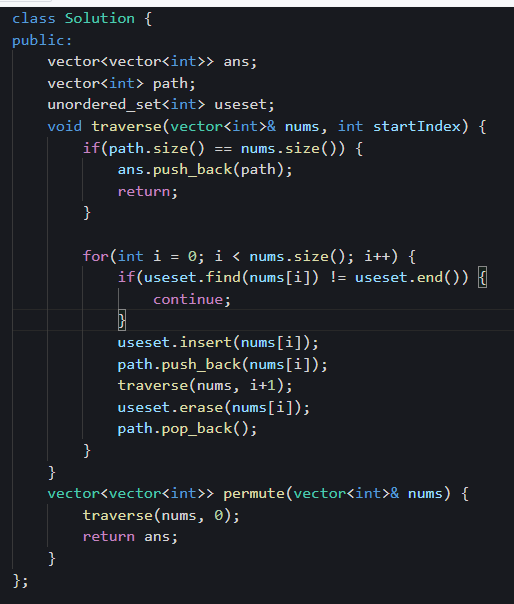 class Solution {
public:
    vector<vector<int>> ans;
    vector<int> path;
    unordered_set<int> useset;
    void traverse(vector<int>& nums, int startIndex) {
        if(path.size() == nums.size()) {
            ans.push_back(path);
            return;
        }

        for(int i = 0; i < nums.size(); i++) {
            if(useset.find(nums[i]) != useset.end()) {
                continue;
            }
            useset.insert(nums[i]);
            path.push_back(nums[i]);
            traverse(nums, i+1);
            useset.erase(nums[i]);
            path.pop_back();
        }
    }
    vector<vector<int>> permute(vector<int>& nums) {
        traverse(nums, 0);
        return ans;
    }
};